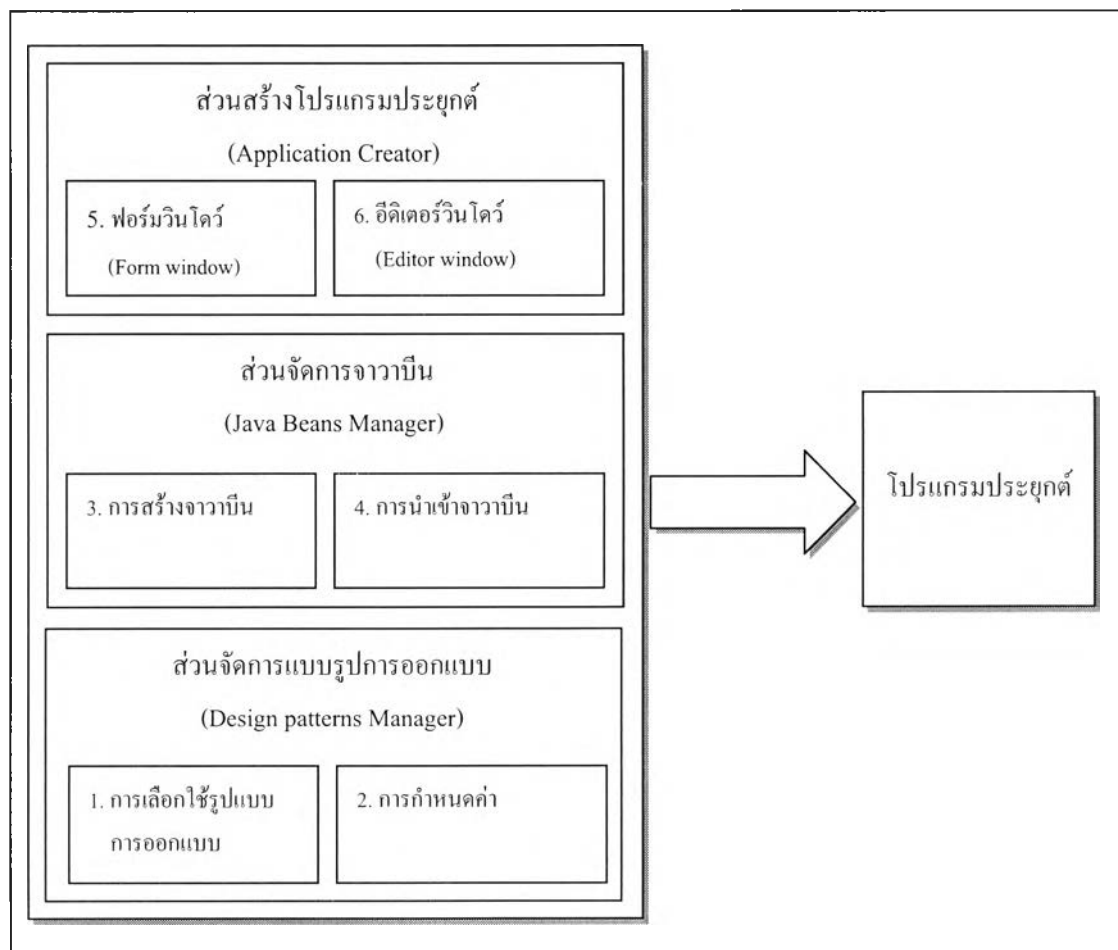 ส่วนสร้างโปรแกรมประยุกต์
(Application Creator)
5. ฟอร์มวินโดว์
(Form window)
6. อีดิเตอร์วินโดว์
(Editor window)
ส่วนจัดการจาวาบีน
(Java Beans Manager)
3. การสร้างจาวาบีน
4. การนำเข้าจาวาบีน
ส่วนจัดการแบบรูปการออกแบบ
(Design patterns Manager)
1. การเลือกใช้รูปแบบ
การออกแบบ
2. การกำหนดค่า
โปรแกรมประยุกต์